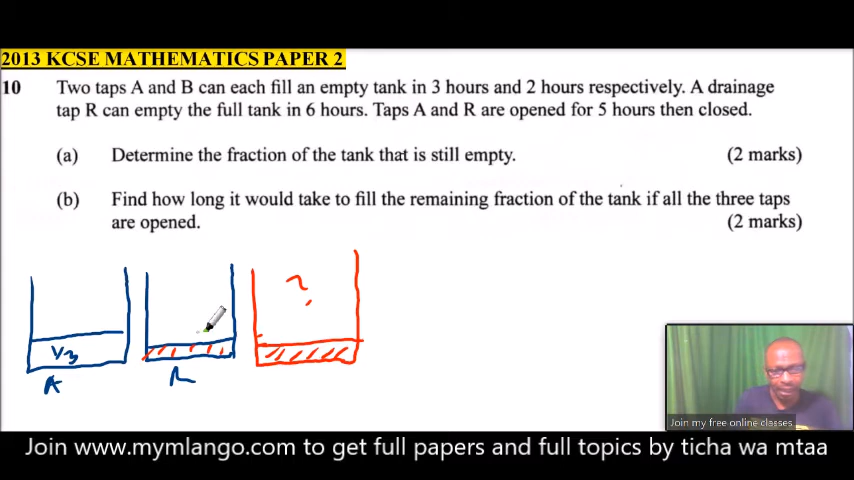 2013 KCSE MATHEMATICS PAPER 2
10 Two taps A and B can each fill an empty tank in 3 hours and 2 hours respectively. A drainage
tap R can empty the full tank in 6 hours. Taps A and R are opened for 5 hours then closed.
(a) Determine the fraction of the tank that is still empty. (2 marks)
(b) Find how long it would take to fill the remaining fraction of the tank if all the three taps
are opened. (2 marks)
?
1/3
A R
Join my free online classes
Join www.mymlango.com to get full papers and full topics by ticha wa mtaa